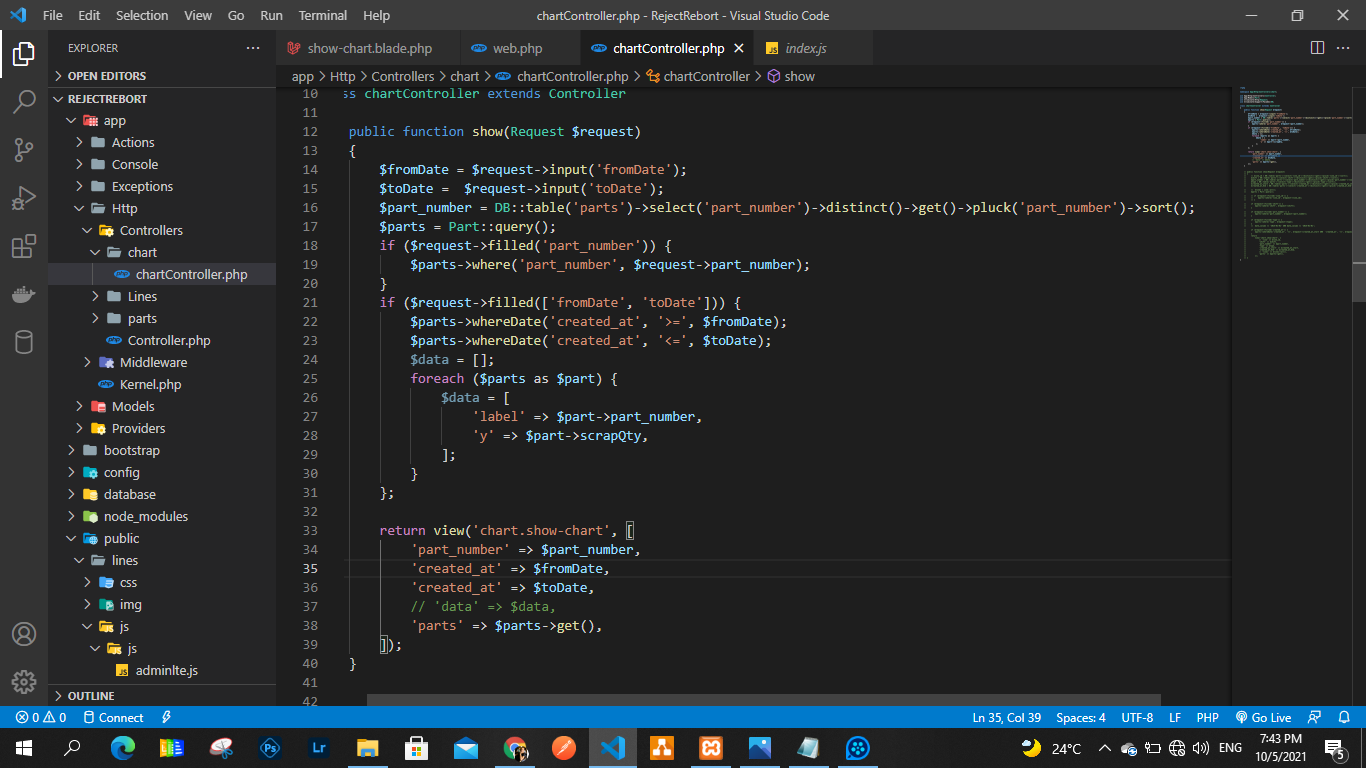 File Edit Selection View Go Run Terminal Help
chartController.php - RejectRebort - Visual Studio Code
EXPLORER
OPEN EDITORS
REJECTREBORT
app
Actions
Console
Exceptions
Http
Controllers
chart
chartController.php
Lines
parts
Controller.php
Middleware
Kernel.php
Models
Providers
bootstrap
config
database
node_modules
public
lines
css
img
js
js
JS adminlte.js
OUTLINE
show-chart.blade.php
php web.php
php chartController.php
JS index.js
app > Http > Controllers > chart > chartController.php > chartController > show
10 ss chartController extends Controller
11
12 public function show(Request $request)
13 {
14 $fromDate = $request->input('fromDate');
15 $toDate =  $request->input('toDate');
16 $part_number = DB::table('parts')->select('part_number')->distinct()->get()->pluck('part_number')->sort();
17 $parts = Part::query();
18 if ($request->filled('part_number')) {
19 $parts->where('part_number', $request->part_number);
20 }
21 if ($request->filled(['fromDate', 'toDate'])) {
22 $parts->whereDate('created_at', '>=', $fromDate);
23 $parts->whereDate('created_at', '<=', $toDate);
24 $data = [];
25 foreach ($parts as $part) {
26 $data = [
27 'label' => $part->part_number,
28 'y' => $part->scrapQty,
29 ];
30 }
31 };
32
33 return view('chart.show-chart', [
34 'part_number' => $part_number,
35 'created_at' => $fromDate,
36 'created_at' => $toDate,
37 // 'data' => $data,
38 'parts' => $parts->get(),
39 ]);
40 }
41
42
0 0 Connect
Ln 35, Col 39 Spaces: 4 UTF-8 LF PHP Go Live
Ps Lr
24°C ENG
7:43 PM
10/5/2021
5